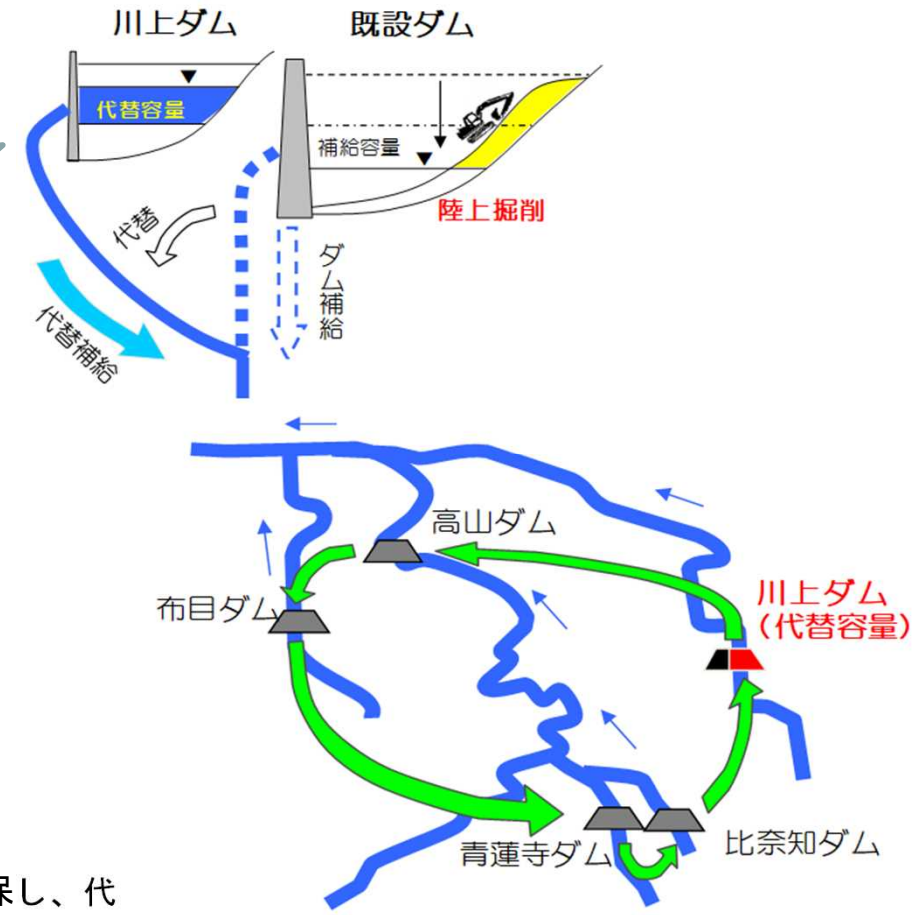 川上ダム
既設ダム
代替容量
補給容量
陸上掘削
代替
ダム補給
代替補給
高山ダム
布目ダム
川上ダム
（代替容量）
青蓮寺ダム
比奈知ダム
保し、代